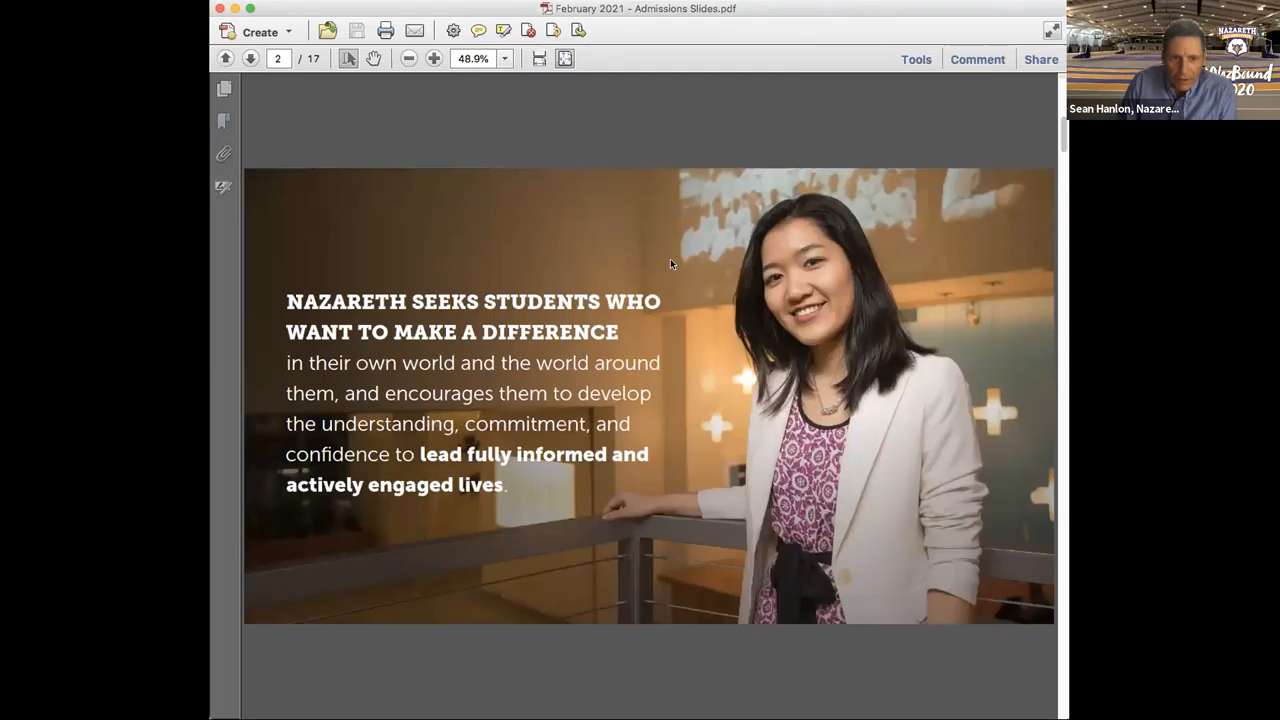 February 2021 - Admissions Slides.pdf
Create
2 / 17
48.9%
Tools
Comment
Share
NAZARETH
#NazBound
2020
Sean Hanlon, Nazare...
NAZARETH SEEKS STUDENTS WHO
WANT TO MAKE A DIFFERENCE
in their own world and the world around
them, and encourages them to develop
the understanding, commitment, and
confidence to lead fully informed and
actively engaged lives.